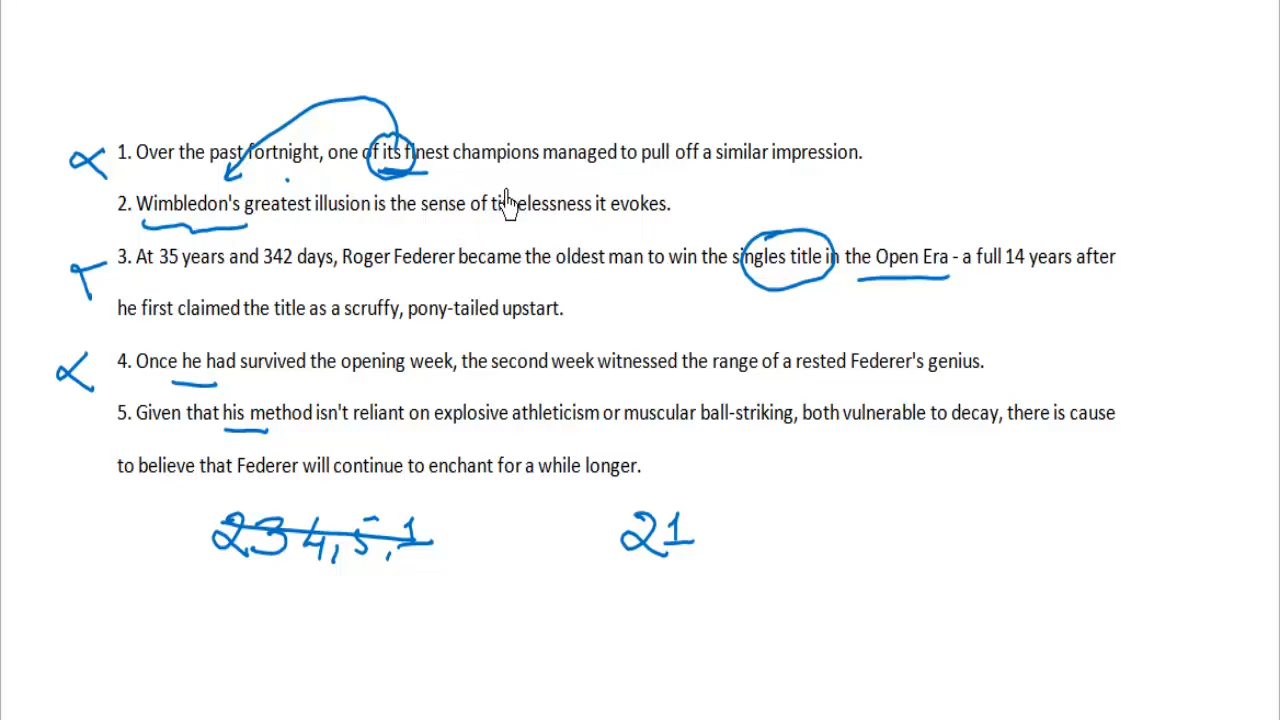 1. Over the past fortnight, one of its finest champions managed to pull off a similar impression.
2. Wimbledon's greatest illusion is the sense of timelessness it evokes.
3. At 35 years and 342 days, Roger Federer became the oldest man to win the singles title in the Open Era - a full 14 years after
he first claimed the title as a scruffy, pony-tailed upstart.
4. Once he had survived the opening week, the second week witnessed the range of a rested Federer's genius.
5. Given that his method isn't reliant on explosive athleticism or muscular ball-striking, both vulnerable to decay, there is cause
to believe that Federer will continue to enchant for a while longer.
234,5,1 21